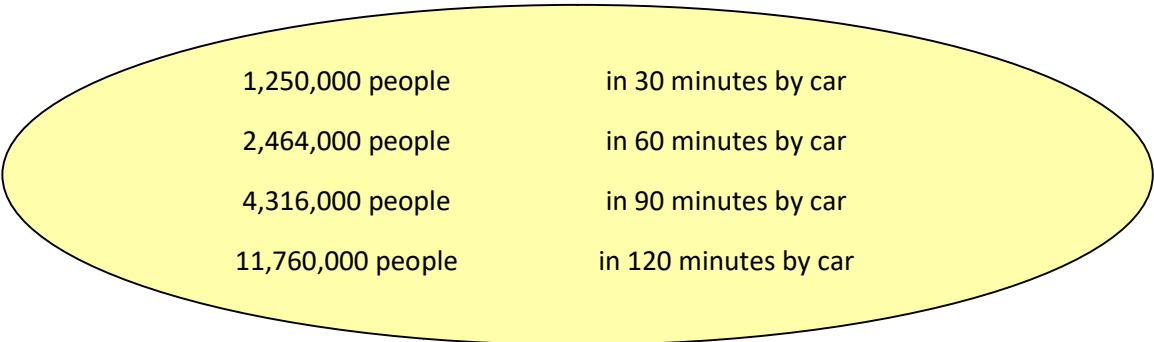 1,250,000 people in 30 minutes by car
2,464,000 people in 60 minutes by car
4,316,000 people in 90 minutes by car
11,760,000 people in 120 minutes by car